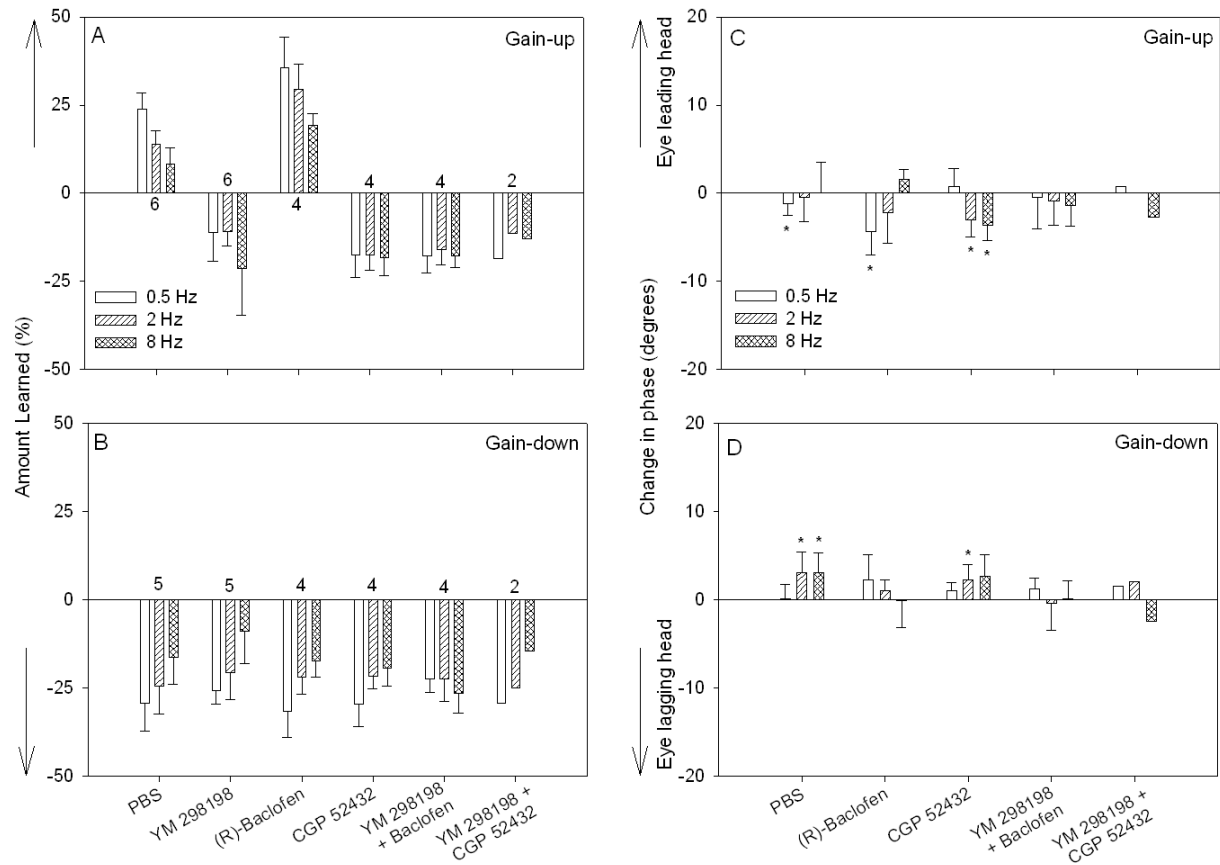 A
Gain-up
50
25
0
-25
-50
6
6
4
4
4
2
0.5 Hz
2 Hz
8 Hz
Amount Learned (%)
B
Gain-down
50
25
0
-25
-50
5
5
4
4
4
2
PBS
YM 298198
(R)-Baclofen
CGP 52432
YM 298198
+ Baclofen
YM 298198 +
CGP 52432
C
Gain-up
20
10
0
-10
-20
*
*
*
*
0.5 Hz
2 Hz
8 Hz
Eye leading head
Change in phase (degrees)
Eye lagging head
D
Gain-down
20
10
0
-10
-20
*
*
*
PBS
(R)-Baclofen
CGP 52432
YM 298198
+ Baclofen
YM 298198 +
CGP 52432